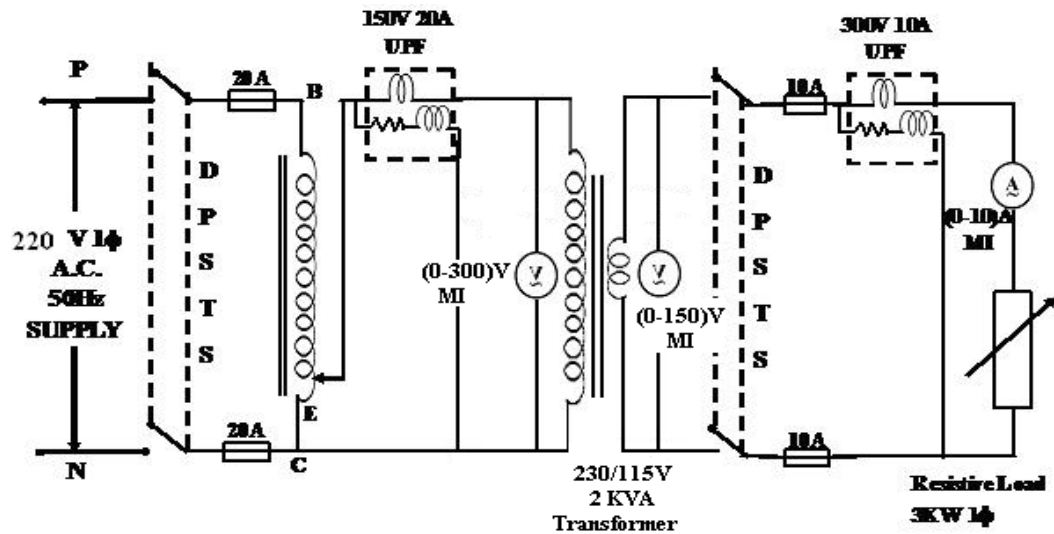 150V 20A
UPF
300V 10A
UPF
P
20A
B
10A
D
P
S
T
S
220 V 1ϕ
A.C.
50Hz
SUPPLY
(0-300)V
MI
V
V
(0-150)V
MI
D
P
S
T
S
A
(0-10)A
MI
E
20A
C
N
10A
230/115V
2 KVA
Transformer
Resistive Load
3KW 1ϕ